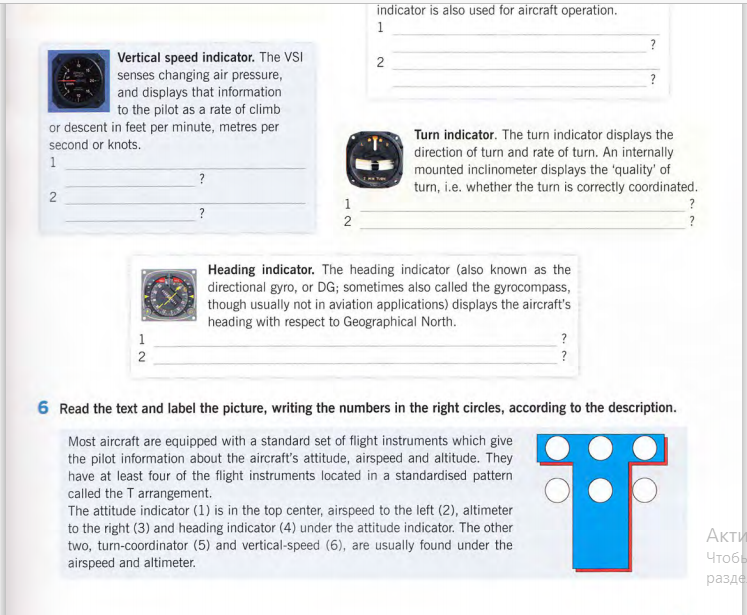 indicator is also used for aircraft operation.
1
?
2
?
Vertical speed indicator. The VSI
senses changing air pressure,
and displays that information
to the pilot as a rate of climb
or descent in feet per minute, metres per
second or knots.
1
?
2
?
Turn indicator. The turn indicator displays the
direction of turn and rate of turn. An internally
mounted inclinometer displays the 'quality' of
turn, i.e. whether the turn is correctly coordinated.
1 ?
2 ?
Heading indicator. The heading indicator (also known as the
directional gyro, or DG; sometimes also called the gyrocompass,
though usually not in aviation applications) displays the aircraft's
heading with respect to Geographical North.
1 ?
2 ?
6 Read the text and label the picture, writing the numbers in the right circles, according to the description.
Most aircraft are equipped with a standard set of flight instruments which give
the pilot information about the aircraft's attitude, airspeed and altitude. They
have at least four of the flight instruments located in a standardised pattern
called the T arrangement.
The attitude indicator (1) is in the top center, airspeed to the left (2), altimeter
to the right (3) and heading indicator (4) under the attitude indicator. The other
two, turn-coordinator (5) and vertical-speed (6), are usually found under the
airspeed and altimeter.
Акти
Чтобы
разде